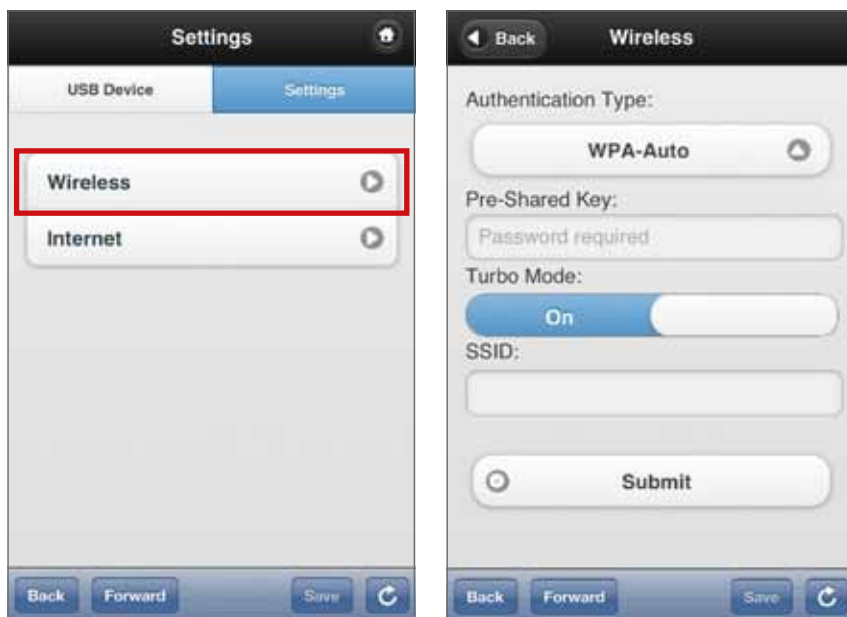 Settings
USB Device Settings
Wireless
Internet
Back Forward Save
Back Wireless
Authentication Type:
WPA-Auto
Pre-Shared Key:
Password required
Turbo Mode:
On
SSID:
Submit
Back Forward Save